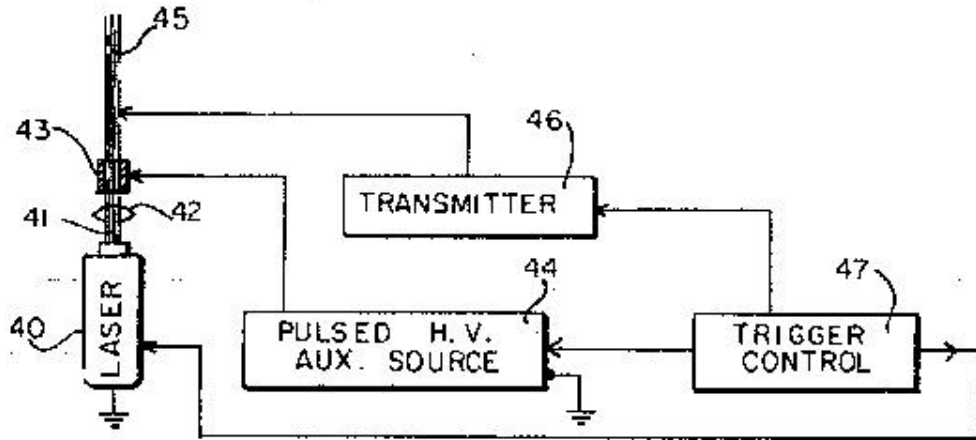 45
43
46
TRANSMITTER
41
42
44
47
40
LASER
PULSED H.V.
AUX. SOURCE
TRIGGER
CONTROL